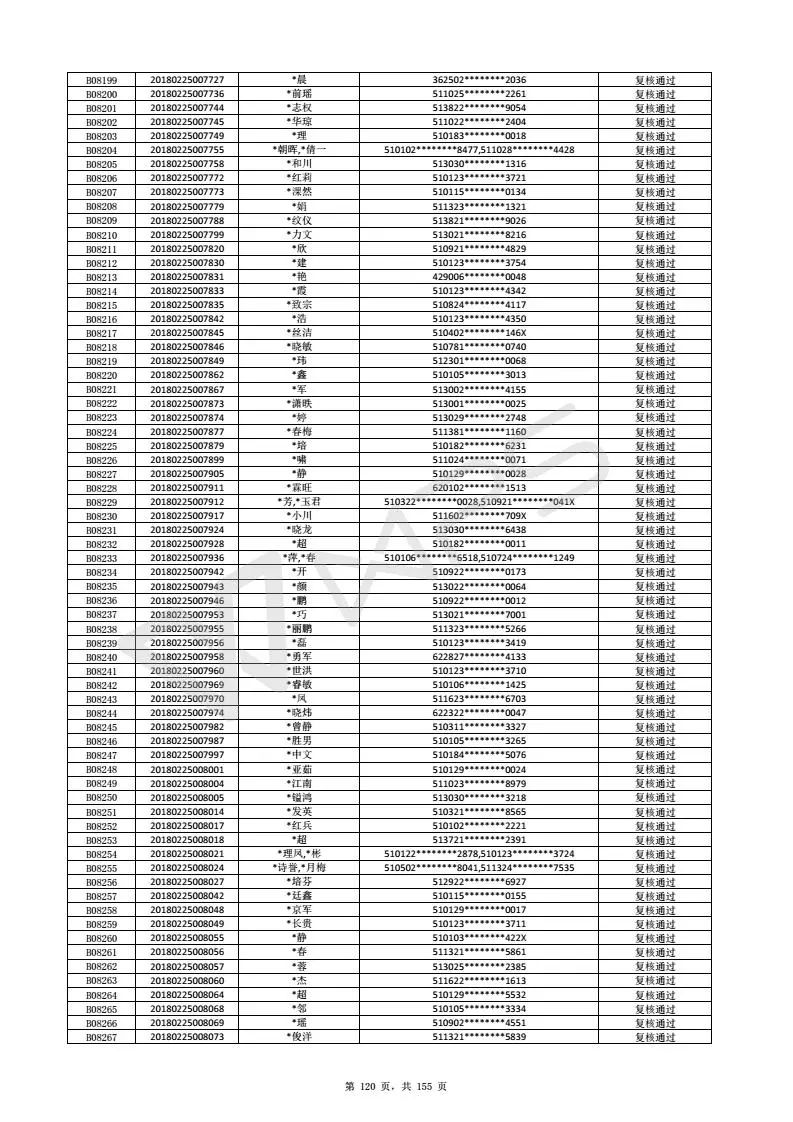 B08199 20180225007727 *晨 362502********2036 复核通过
B08200 20180225007736 *前瑶 511025********2261 复核通过
B08201 20180225007744 *志权 513822********9054 复核通过
B08202 20180225007745 *华琼 511022********2404 复核通过
B08203 20180225007749 *理 510183********0018 复核通过
B08204 20180225007755 *朝晖,*倩一 510102********8477,511028********4428 复核通过
B08205 20180225007758 *和川 513030********1316 复核通过
B08206 20180225007772 *红莉 510123********3721 复核通过
B08207 20180225007773 *深然 510115********0134 复核通过
B08208 20180225007779 *娟 511323********1321 复核通过
B08209 20180225007788 *纹仪 513821********9026 复核通过
B08210 20180225007799 *力文 513021********8216 复核通过
B08211 20180225007820 *欣 510921********4829 复核通过
B08212 20180225007830 *建 510123********3754 复核通过
B08213 20180225007831 *艳 429006********0048 复核通过
B08214 20180225007833 *霞 510123********4342 复核通过
B08215 20180225007835 *致宗 510824********4117 复核通过
B08216 20180225007842 *浩 510123********4350 复核通过
B08217 20180225007845 *丝洁 510402********146X 复核通过
B08218 20180225007846 *晓敏 510781********0740 复核通过
B08219 20180225007849 *玮 512301********0068 复核通过
B08220 20180225007862 *鑫 510105********3013 复核通过
B08221 20180225007867 *军 513002********4155 复核通过
B08222 20180225007873 *潇昳 513001********0025 复核通过
B08223 20180225007874 *婷 513029********2748 复核通过
B08224 20180225007877 *春梅 511381********1160 复核通过
B08225 20180225007879 *培 510182********6231 复核通过
B08226 20180225007899 *啸 511024********0071 复核通过
B08227 20180225007905 *静 510129********0028 复核通过
B08228 20180225007911 *霖旺 620102********1513 复核通过
B08229 20180225007912 *芳,*玉君 510322********0028,510921********041X 复核通过
B08230 20180225007917 *小川 511602********709X 复核通过
B08231 20180225007924 *晓龙 513030********6438 复核通过
B08232 20180225007928 *超 510182********0011 复核通过
B08233 20180225007936 *萍,*春 510106********6518,510724********1249 复核通过
B08234 20180225007942 *开 510922********0173 复核通过
B08235 20180225007943 *颜 513022********0064 复核通过
B08236 20180225007946 *鹏 510922********0012 复核通过
B08237 20180225007953 *巧 513021********7001 复核通过
B08238 20180225007955 *丽鹏 511323********5266 复核通过
B08239 20180225007956 *磊 510123********3419 复核通过
B08240 20180225007958 *勇军 622827********4133 复核通过
B08241 20180225007960 *世洪 510123********3710 复核通过
B08242 20180225007969 *睿敏 510106********1425 复核通过
B08243 20180225007970 *凤 511623********6703 复核通过
B08244 20180225007974 *晓炜 622322********0047 复核通过
B08245 20180225007982 *曾静 510311********3327 复核通过
B08246 20180225007987 *胜男 510105********3265 复核通过
B08247 20180225007997 *中文 510184********5076 复核通过
B08248 20180225008001 *亚茹 510129********0024 复核通过
B08249 20180225008004 *江南 511023********8979 复核通过
B08250 20180225008005 *镒鸿 513030********3218 复核通过
B08251 20180225008014 *发英 510321********8565 复核通过
B08252 20180225008017 *红兵 510102********2221 复核通过
B08253 20180225008018 *超 513721********2391 复核通过
B08254 20180225008021 *理凤,*彬 510122********2878,510123********3724 复核通过
B08255 20180225008024 *诗誉,*月梅 510502********8041,511324********7535 复核通过
B08256 20180225008027 *培芬 512922********6927 复核通过
B08257 20180225008042 *廷鑫 510115********0155 复核通过
B08258 20180225008048 *京军 510129********0017 复核通过
B08259 20180225008049 *长贵 510123********3711 复核通过
B08260 20180225008055 *静 510103********422X 复核通过
B08261 20180225008056 *春 511321********5861 复核通过
B08262 20180225008057 *蓉 513025********2385 复核通过
B08263 20180225008060 *杰 511622********1613 复核通过
B08264 20180225008064 *超 510129********5532 复核通过
B08265 20180225008068 *邻 510105********3334 复核通过
B08266 20180225008069 *瑶 510902********4551 复核通过
B08267 20180225008073 *俊洋 511321********5839 复核通过
第 120 页，共 155 页